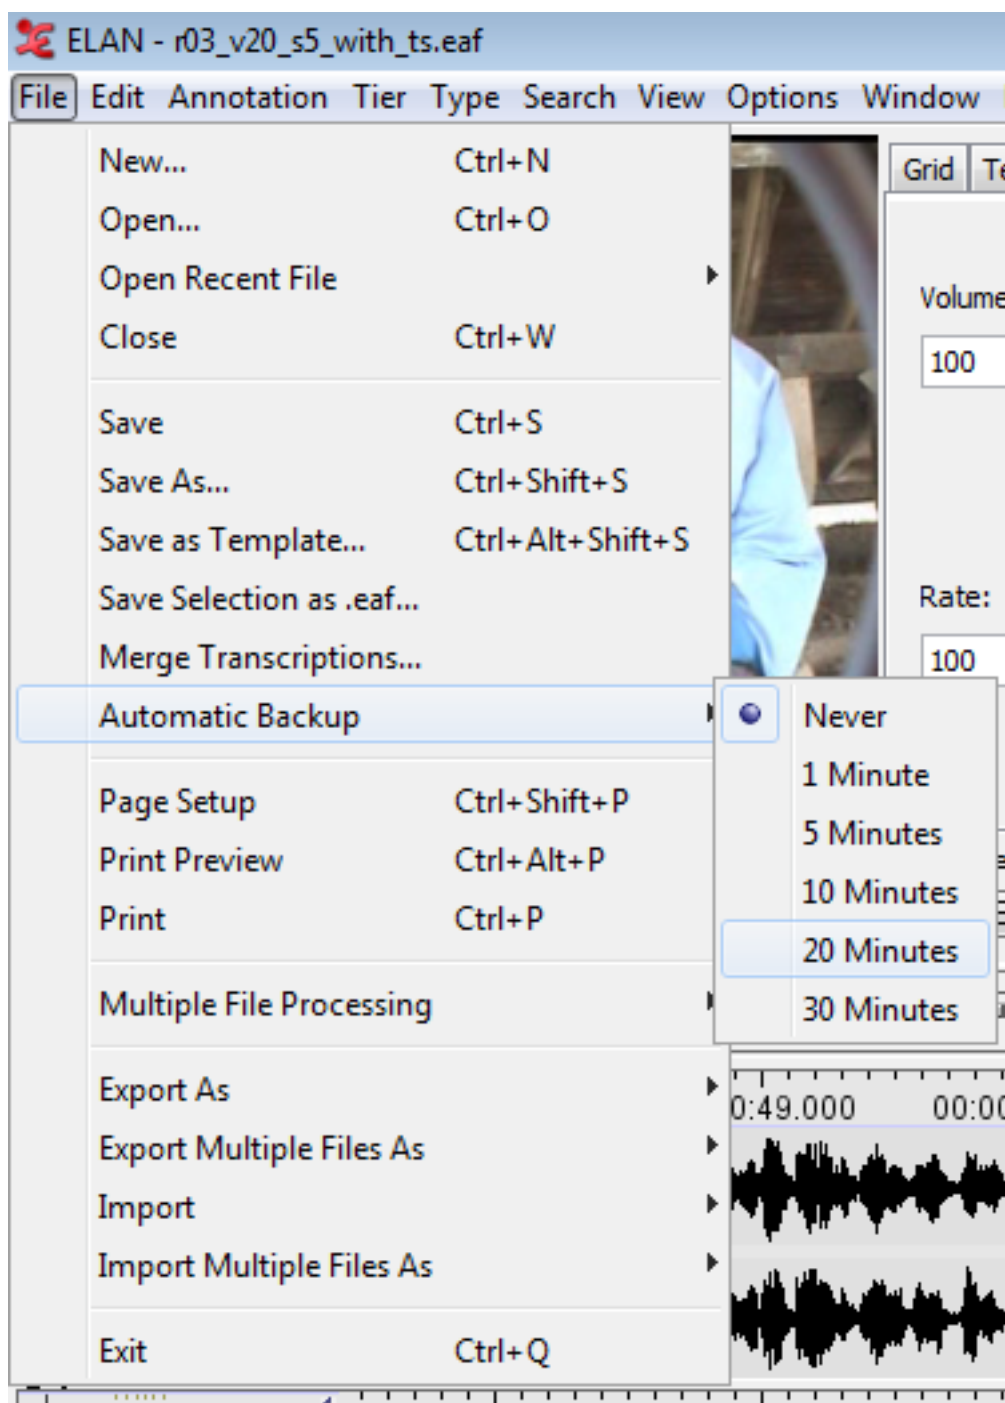 ELAN - r03_v20_s5_with_ts.eaf
File Edit Annotation Tier Type Search View Options Window
New... Ctrl+N
Open... Ctrl+O
Open Recent File
Close Ctrl+W
Save Ctrl+S
Save As... Ctrl+Shift+S
Save as Template... Ctrl+Alt+Shift+S
Save Selection as .eaf...
Merge Transcriptions...
Automatic Backup
Page Setup Ctrl+Shift+P
Print Preview Ctrl+Alt+P
Print Ctrl+P
Multiple File Processing
Export As
Export Multiple Files As
Import
Import Multiple Files As
Exit Ctrl+Q
Never
1 Minute
5 Minutes
10 Minutes
20 Minutes
30 Minutes
Grid
Volume
100
Rate:
100
0:49.000 00:00